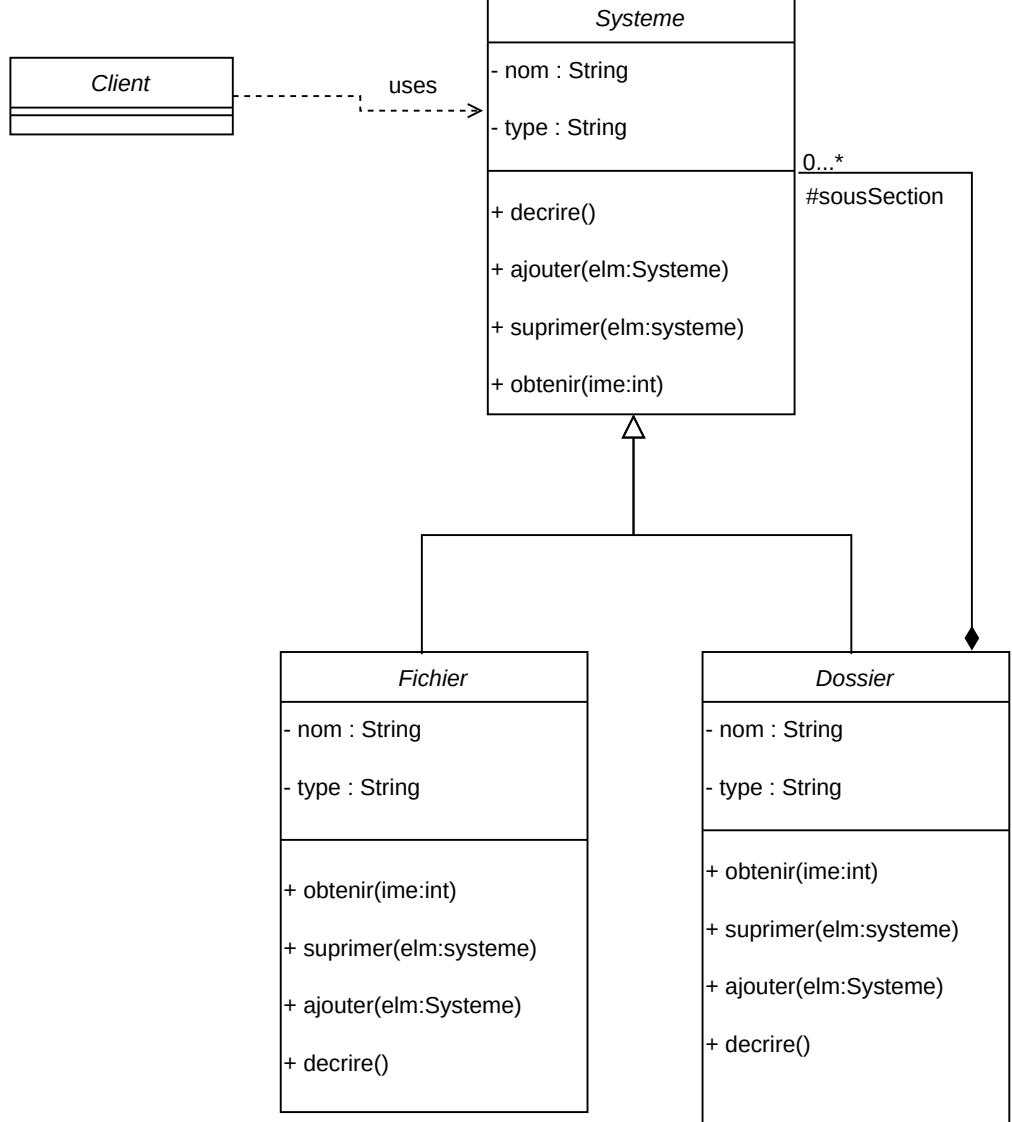 Systeme
- nom : String
- type : String
+ decrire()
+ ajouter(elm:Systeme)
+ suprimer(elm:systeme)
+ obtenir(ime:int)
Client
uses
0...*
#sousSection
Fichier
- nom : String
- type : String
+ obtenir(ime:int)
+ suprimer(elm:systeme)
+ ajouter(elm:Systeme)
+ decrire()
Dossier
- nom : String
- type : String
+ obtenir(ime:int)
+ suprimer(elm:systeme)
+ ajouter(elm:Systeme)
+ decrire()